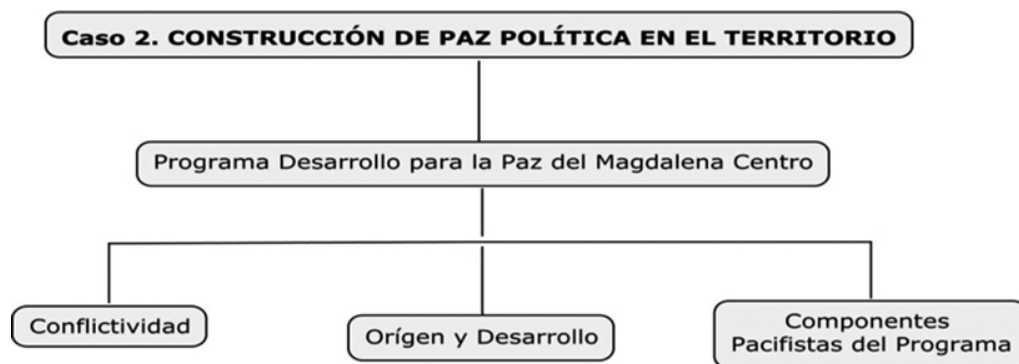 Caso 2. CONSTRUCCIÓN DE PAZ POLÍTICA EN EL TERRITORIO
Programa Desarrollo para la Paz del Magdalena Centro
Conflictividad
Orígen y Desarrollo
Componentes
Pacifistas del Programa